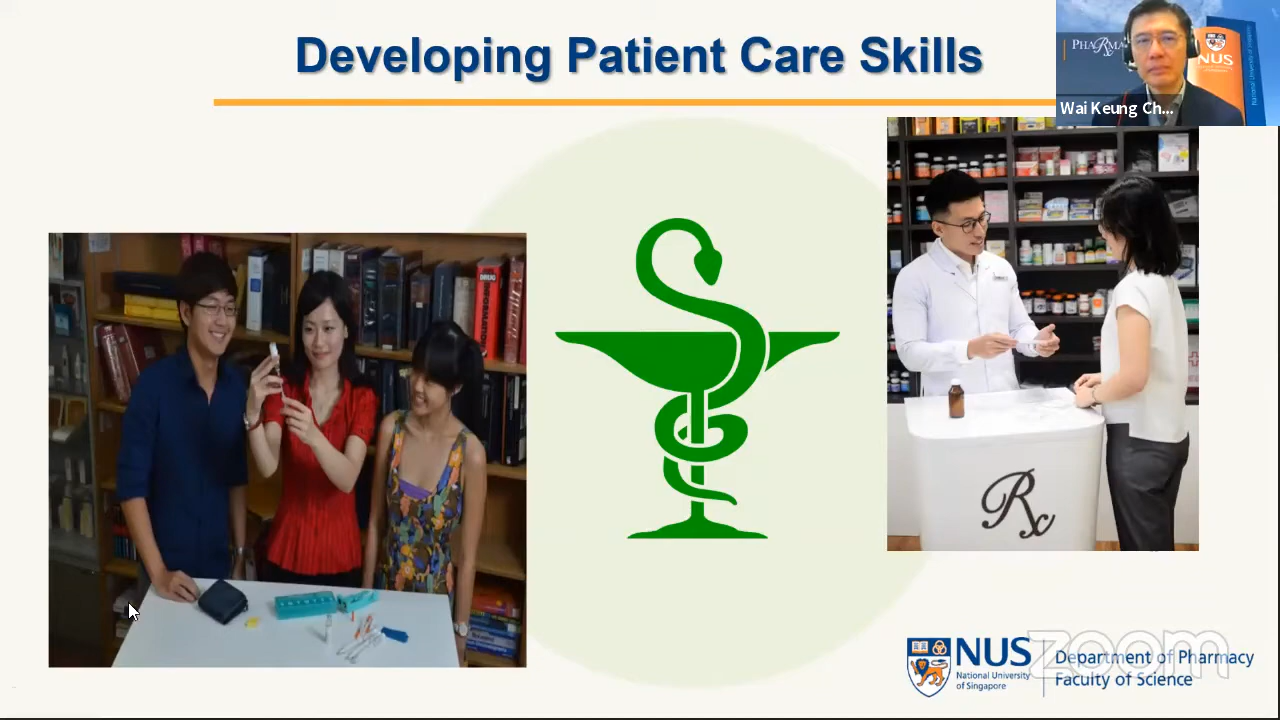 Developing Patient Care Skills
PHARMA
NUS
Wai Keung Ch...
DRUG
INFORMATION
Rx
NUS
National University
of Singapore
Department of Pharmacy
Faculty of Science
zoom